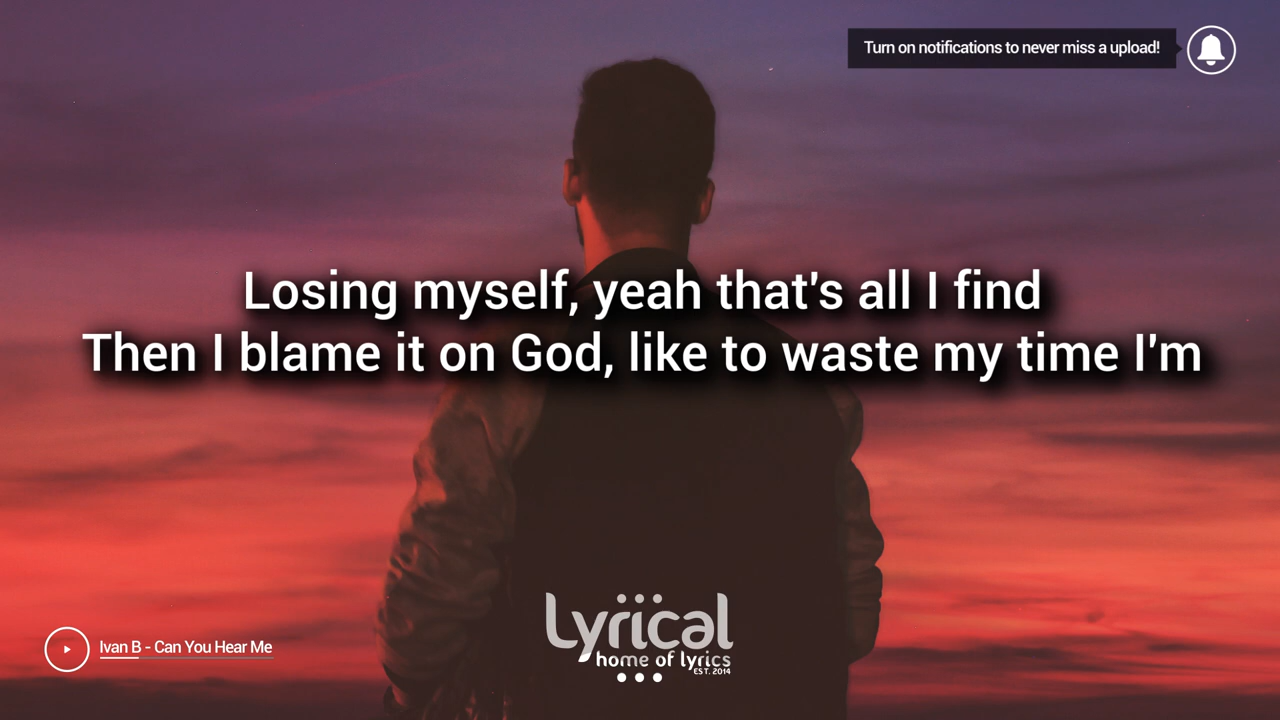 Turn on notifications to never miss a upload!
Losing myself, yeah that's all I find
Then I blame it on God, like to waste my time I'm
Lyrical
home of lyrics
EST. 2014
Ivan B - Can You Hear Me